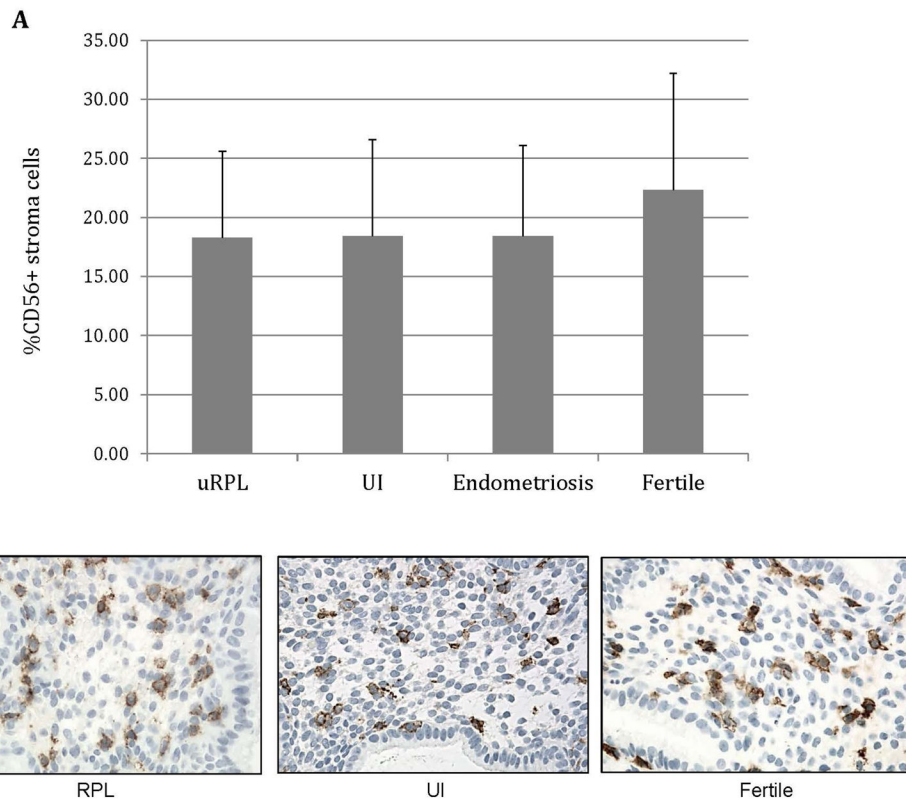 A
35.00
30.00
25.00
20.00
15.00
10.00
5.00
0.00
%CD56+ stroma cells
uRPL UI Endometriosis Fertile
RPL UI Fertile